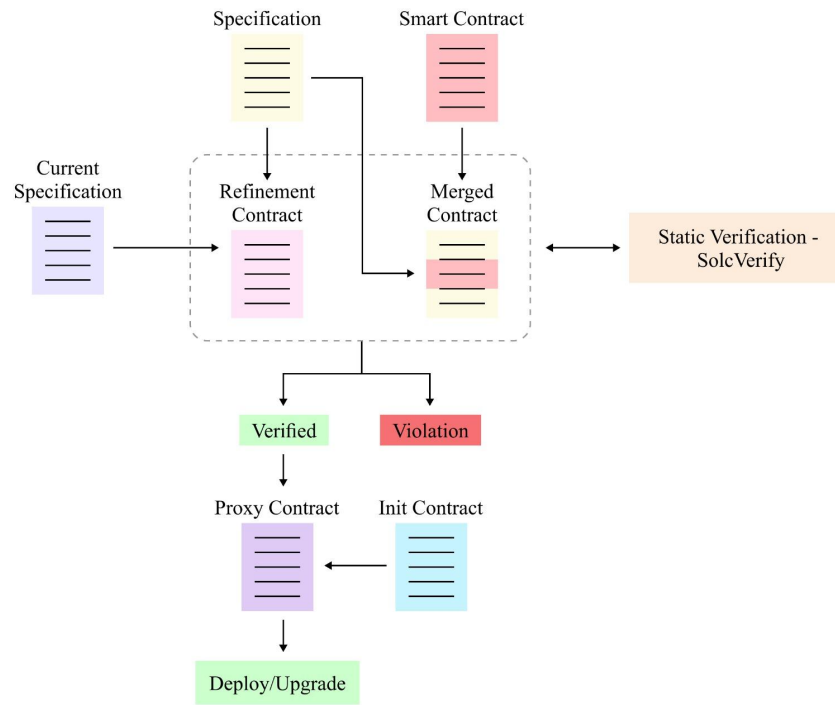 Specification
Smart Contract
Current
Specification
Refinement
Contract
Merged
Contract
Static Verification -
SolcVerify
Verified
Violation
Proxy Contract
Init Contract
Deploy/Upgrade